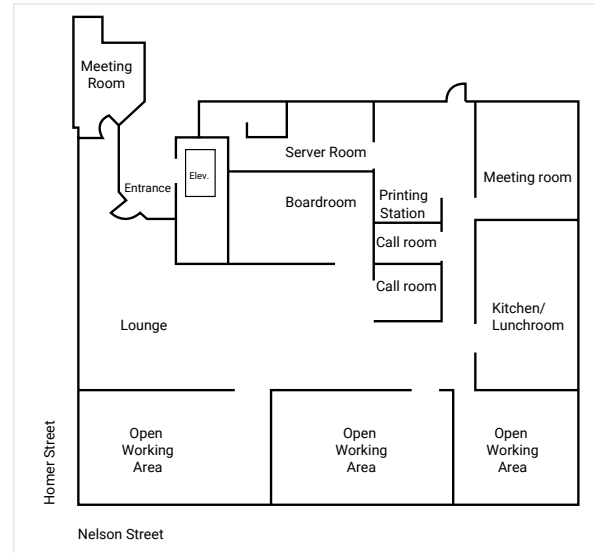 Meeting
Room
Server Room
Elev.
Entrance
Boardroom
Printing
Station
Meeting room
Call room
Call room
Lounge
Kitchen/
Lunchroom
Open
Working
Area
Open
Working
Area
Open
Working
Area
Homer Street
Nelson Street